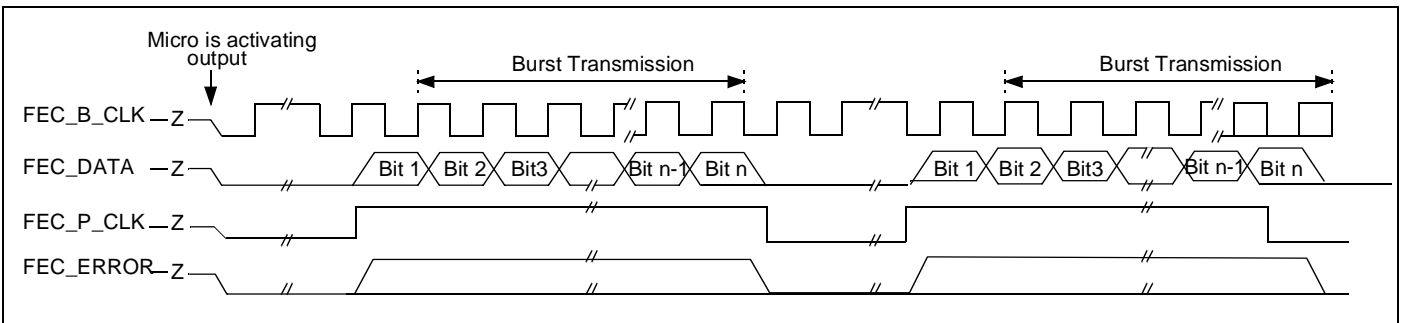 Micro is activating
output
Burst Transmission
Burst Transmission
FEC_B_CLK Z
FEC_DATA Z
Bit 1 Bit 2 Bit3 Bit n-1 Bit n
Bit 1 Bit 2 Bit3 Bit n-1 Bit n
FEC_P_CLK Z
FEC_ERROR Z